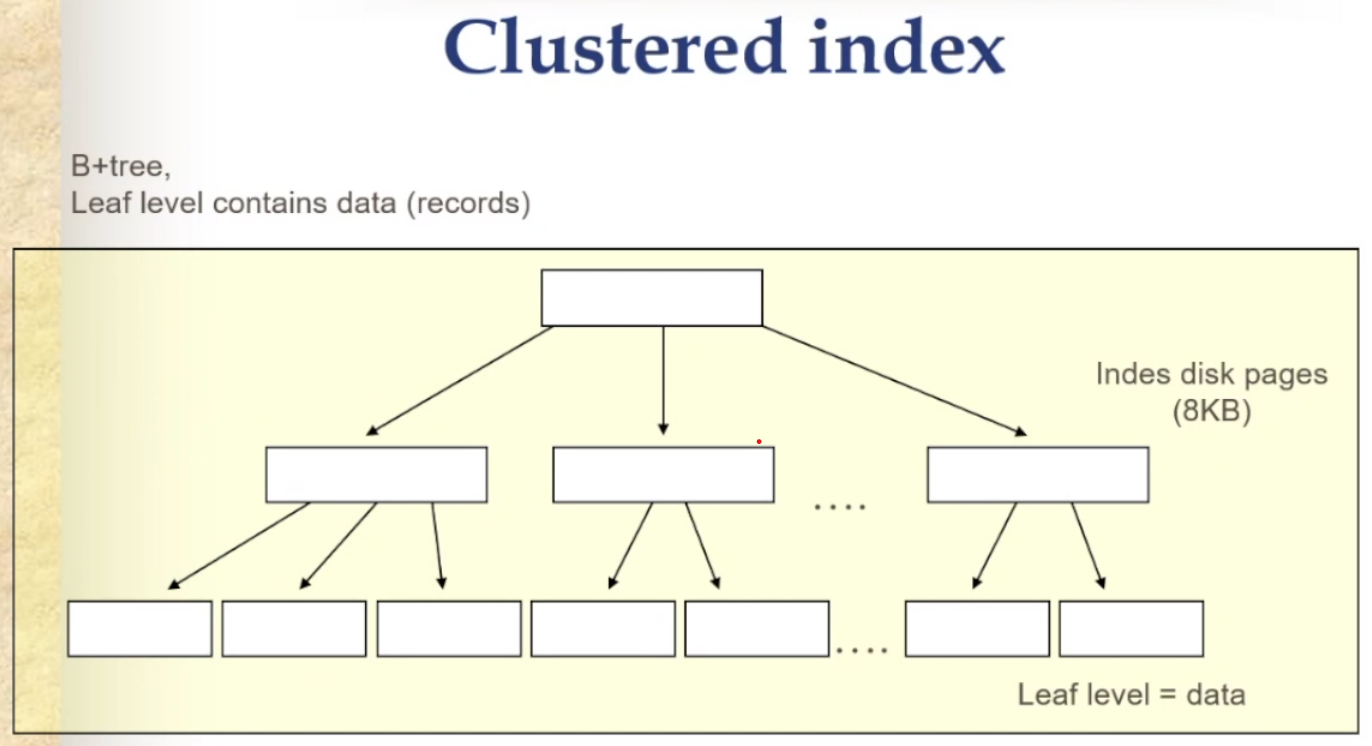 Clustered index
B+tree,
Leaf level contains data (records)
Indes disk pages
(8KB)
....
....
Leaf level = data